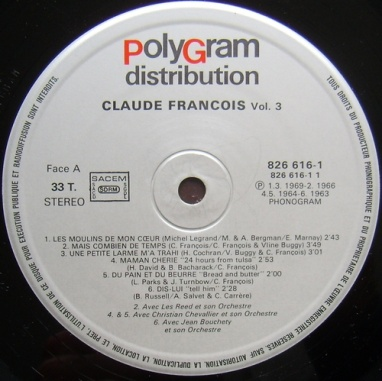 PolyGram
distribution
CLAUDE FRANCOIS Vol. 3
Face A
33 T.
STEREO
SACEM
SDRM
826 616-1
826 616-1 1
Ⓟ 1.3. 1969-2. 1966
4.5. 1964-6. 1963
PHONOGRAM
1. LES MOULINS DE MON CŒUR (Michel Legrand/M. & A. Bergman/E. Marnay) 2'43
2. MAIS COMBIEN DE TEMPS (C. François/C. François & Vline Buggy) 3'49
3. UNE PETITE LARME M'A TRAHI (H. Cochran/V. Buggy & C. François) 3'01
4. MAMAN CHERIE "24 hours from tulsa" 2'53
(H. David & B. Bacharack/C. François)
5. DU PAIN ET DU BEURRE "Bread and butter" 2'00
(L. Parks & J. Turnbow/C. François)
6. DIS-LUI "tell him" 2'28
(B. Russell/A. Salvet & C. Carrère)
2. Avec Les Reed et son Orchestre
4. & 5. Avec Christian Chevallier et son Orchestre
6. Avec Jean Bouchety
et son Orchestre
TOUS DROITS DU PRODUCTEUR PHONOGRAPHIQUE ET DU PROPRIETAIRE DE L'ŒUVRE ENREGISTREE RESERVES. SAUF AUTORISATION, LA DUPLICATION, LA LOCATION, LE PRET, L'UTILISATION DE CE DISQUE POUR EXECUTION PUBLIQUE ET RADIODIFFUSION SONT INTERDITS.